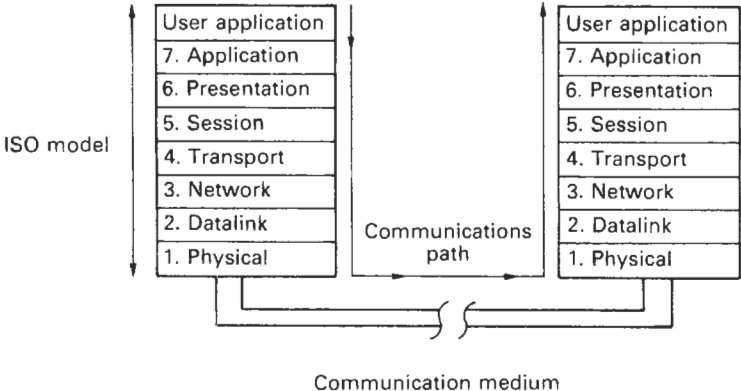 ISO model
User application
7. Application
6. Presentation
5. Session
4. Transport
3. Network
2. Datalink
1. Physical
Communications
path
User application
7. Application
6. Presentation
5. Session
4. Transport
3. Network
2. Datalink
1. Physical
Communication medium